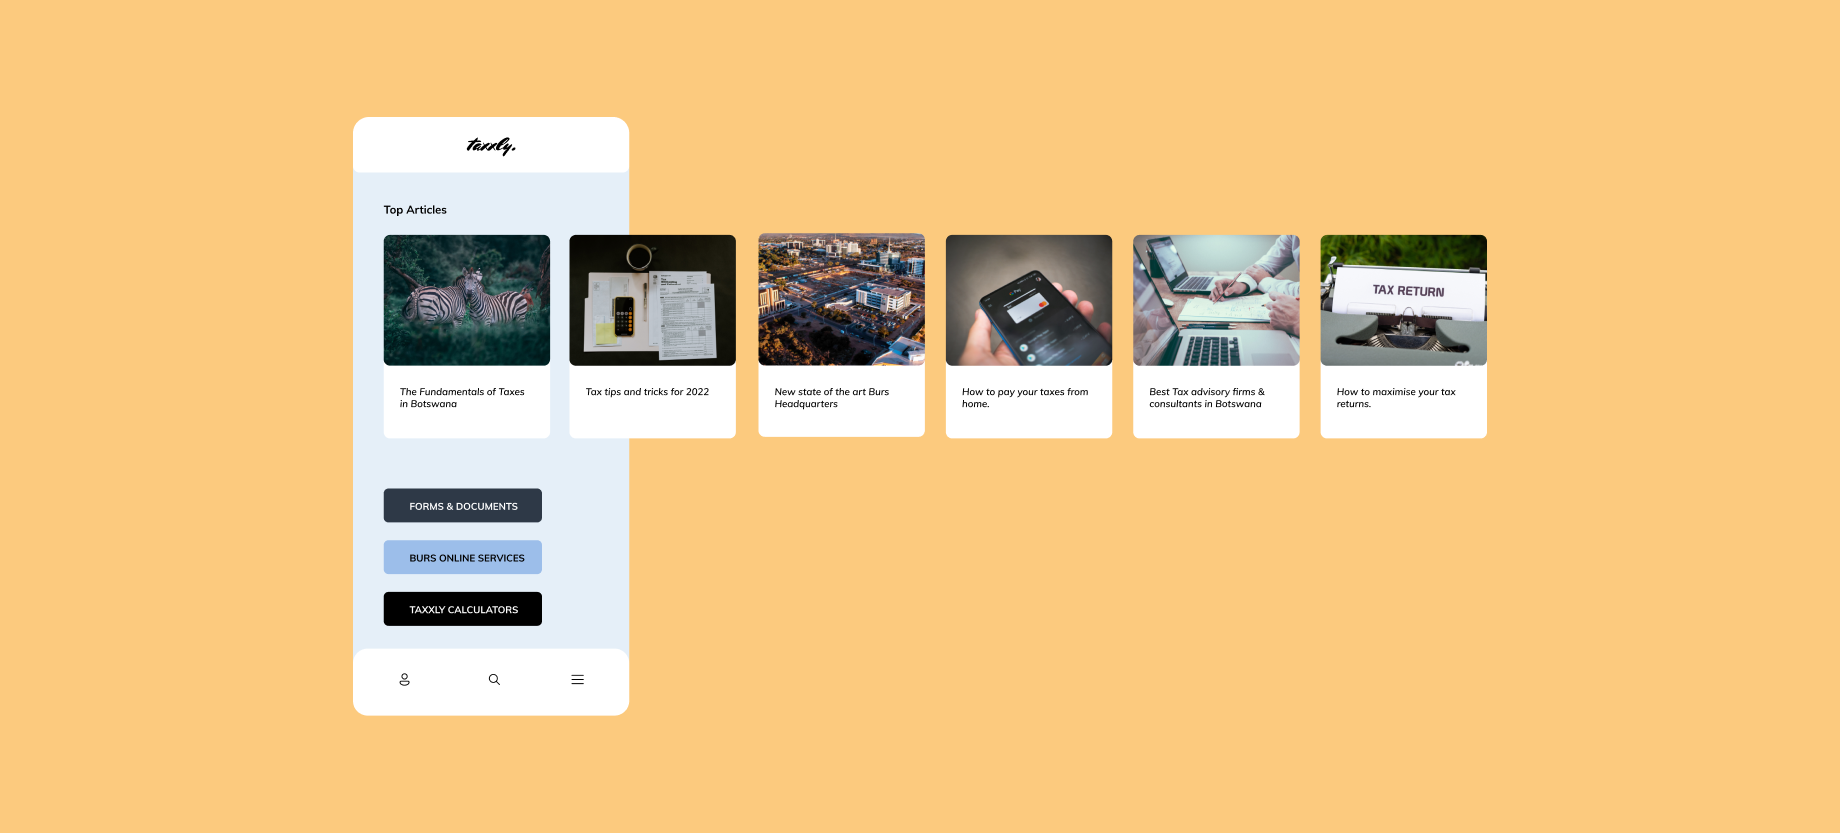 taxxly.
Top Articles
The Fundamentals of Taxes
in Botswana
Tax tips and tricks for 2022
New state of the art Burs
Headquarters
How to pay your taxes from
home.
Best Tax advisory firms &
consultants in Botswana
TAX RETURN
How to maximise your tax
returns.
FORMS & DOCUMENTS
BURS ONLINE SERVICES
TAXXLY CALCULATORS